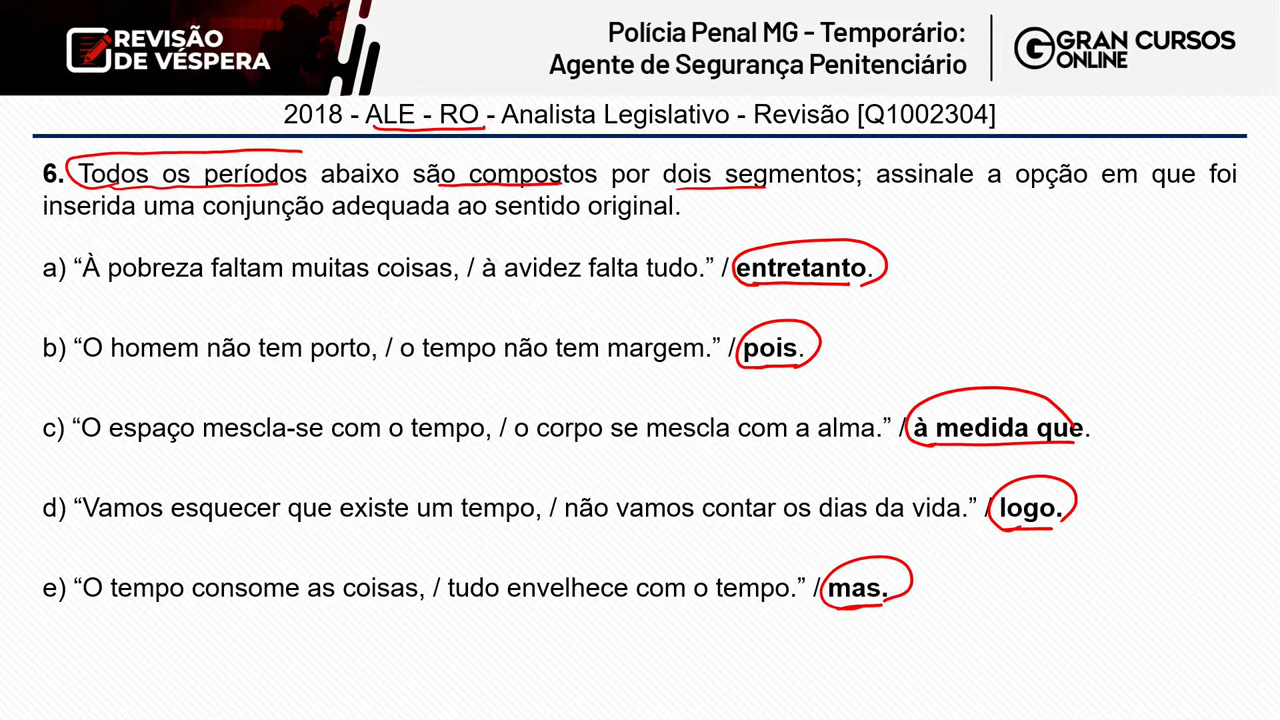 REVISÃO
DE VÉSPERA
Polícia Penal MG - Temporário:
Agente de Segurança Penitenciário
GRAN CURSOS
ONLINE
2018 - ALE - RO - Analista Legislativo - Revisão [Q1002304]
6. Todos os períodos abaixo são compostos por dois segmentos; assinale a opção em que foi
inserida uma conjunção adequada ao sentido original.
a) “À pobreza faltam muitas coisas, / à avidez falta tudo.” / entretanto.
b) “O homem não tem porto, / o tempo não tem margem.” / pois.
c) “O espaço mescla-se com o tempo, / o corpo se mescla com a alma.” / à medida que.
d) “Vamos esquecer que existe um tempo, / não vamos contar os dias da vida.” / logo.
e) “O tempo consome as coisas, / tudo envelhece com o tempo.” / mas.